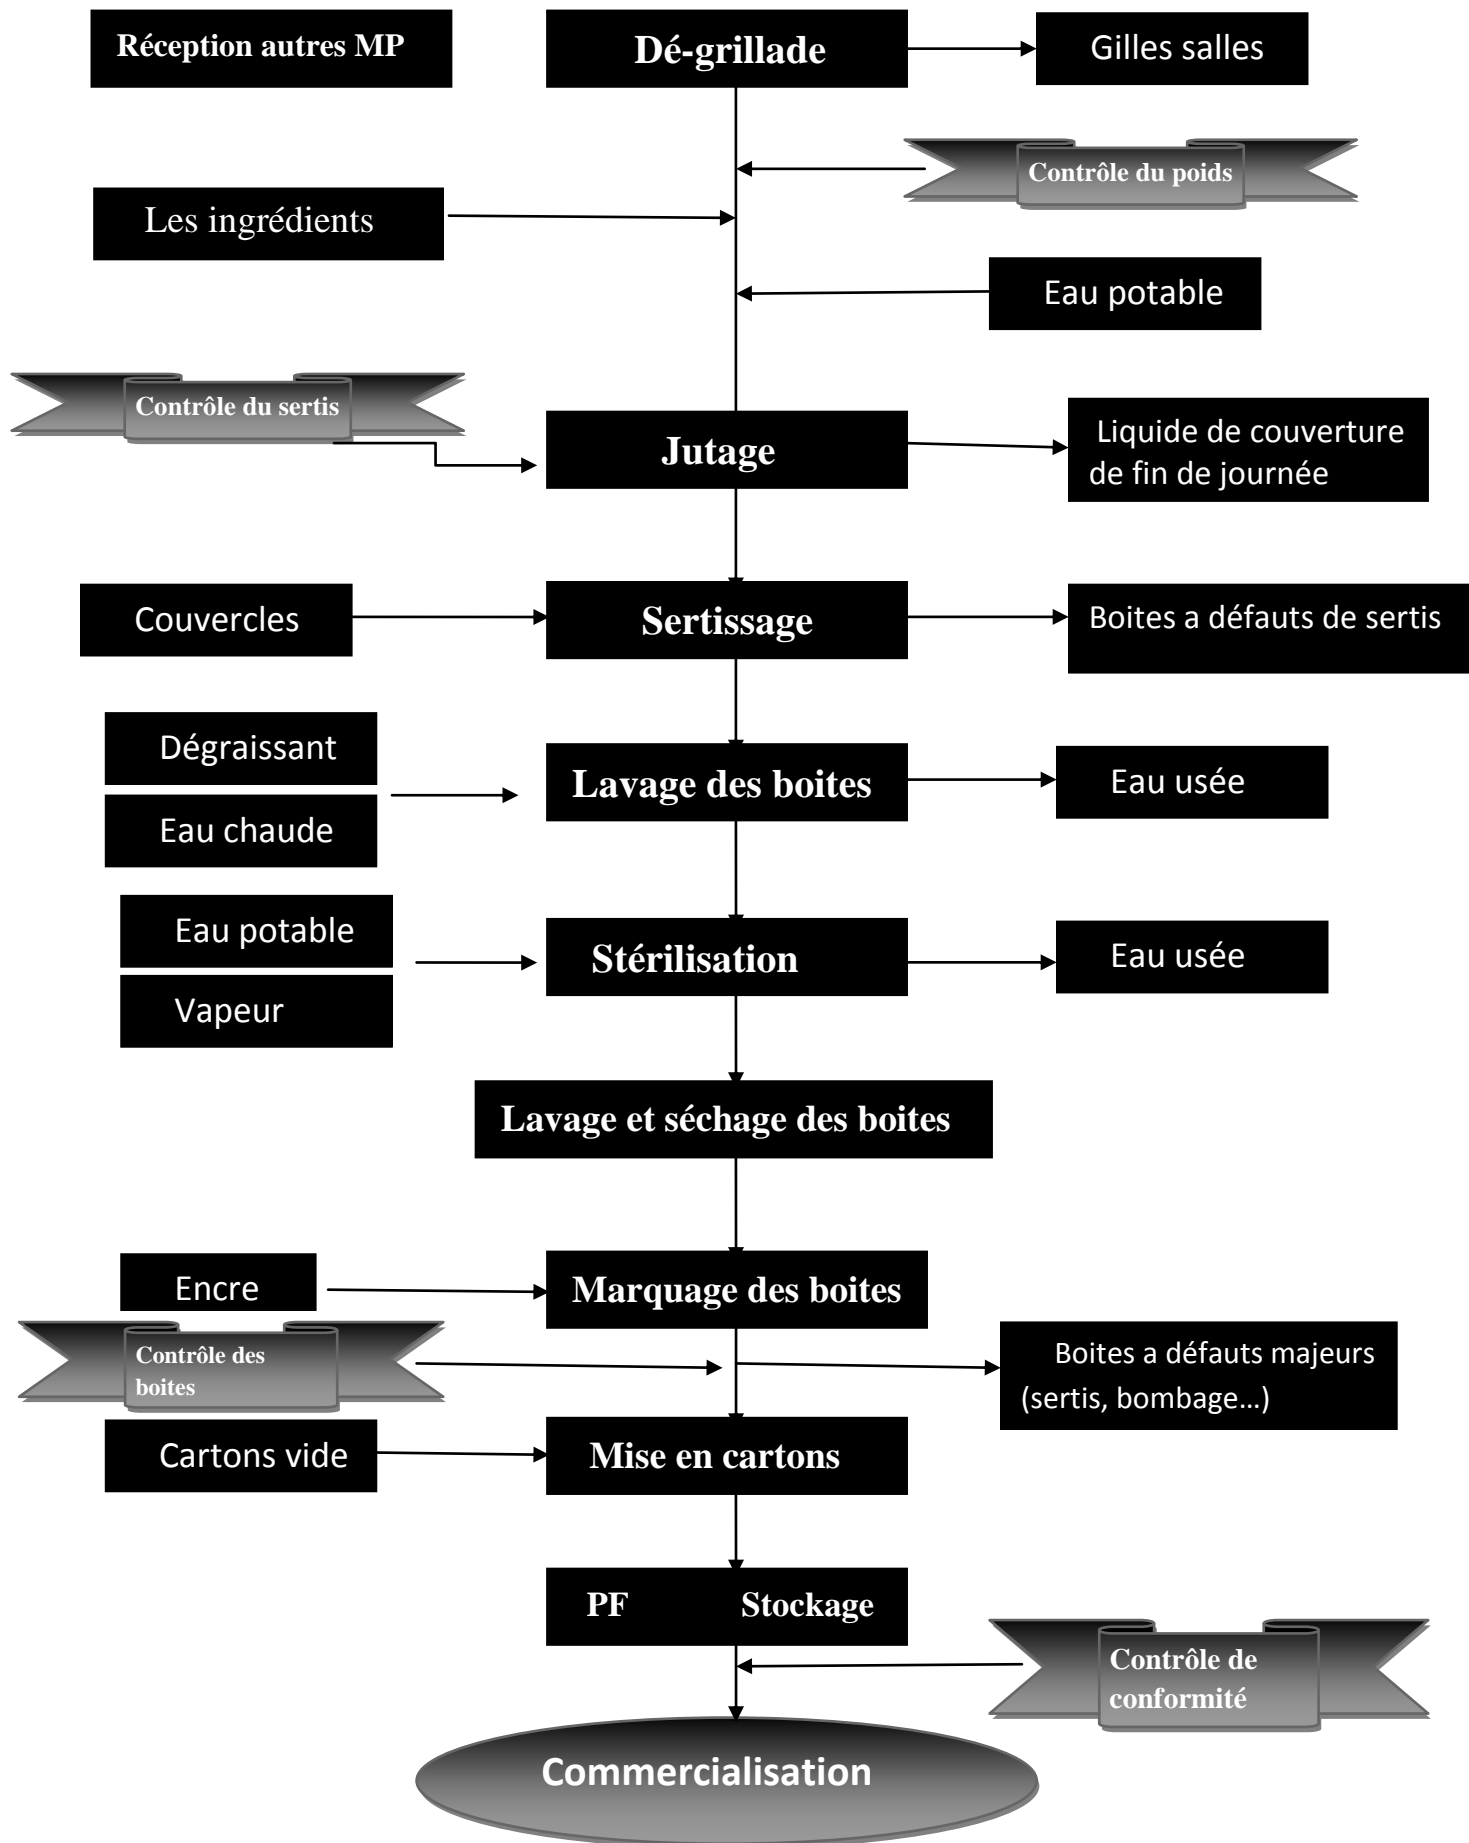 Réception autres MP
Dé-grillade
Gilles salles
Contrôle du poids
Les ingrédients
Eau potable
Contrôle du sertis
Jutage
Liquide de couverture
de fin de journée
Couvercles
Sertissage
Boites a défauts de sertis
Dégraissant
Eau chaude
Lavage des boites
Eau usée
Eau potable
Vapeur
Stérilisation
Eau usée
Lavage et séchage des boites
Encre
Marquage des boites
Contrôle des
boites
Boites a défauts majeurs
(sertis, bombage…)
Cartons vide
Mise en cartons
PF Stockage
Contrôle de
conformité
Commercialisation